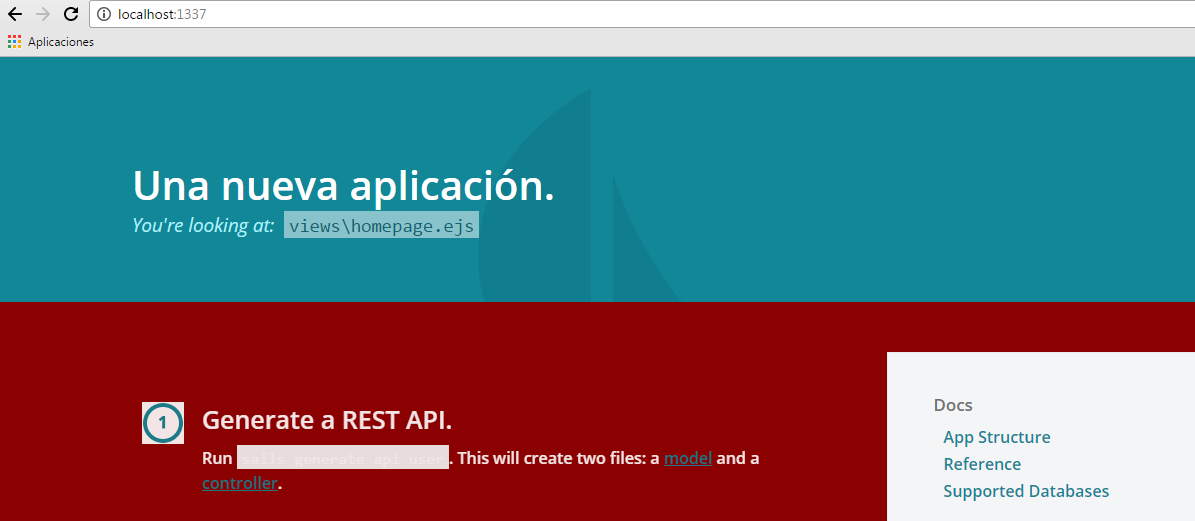 localhost:1337
Aplicaciones
Una nueva aplicación.
You're looking at: views\homepage.ejs
1
Generate a REST API.
Run sails generate api user. This will create two files: a model and a
controller.
Docs
App Structure
Reference
Supported Databases